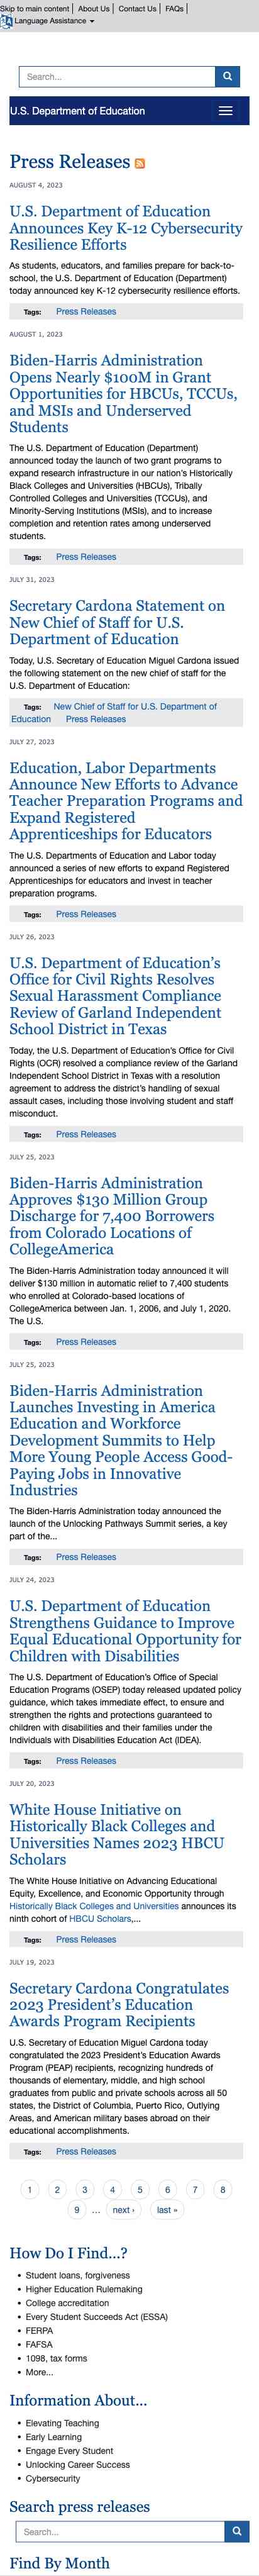 Skip to main content | About Us | Contact Us | FAQs |
Language Assistance
Search...
U.S. Department of Education
Press Releases
AUGUST 4, 2023
U.S. Department of Education
Announces Key K-12 Cybersecurity
Resilience Efforts
As students, educators, and families prepare for back-to-
school, the U.S. Department of Education (Department)
today announced key K-12 cybersecurity resilience efforts.
Tags: Press Releases
AUGUST 1, 2023
Biden-Harris Administration
Opens Nearly $100M in Grant
Opportunities for HBCUs, TCCUs,
and MSIs and Underserved
Students
The U.S. Department of Education (Department)
announced today the launch of two grant programs to
expand research infrastructure in our nation's Historically
Black Colleges and Universities (HBCUs), Tribally
Controlled Colleges and Universities (TCCUs), and
Minority-Serving Institutions (MSIs), and to increase
completion and retention rates among underserved
students.
Tags: Press Releases
JULY 31, 2023
Secretary Cardona Statement on
New Chief of Staff for U.S.
Department of Education
Today, U.S. Secretary of Education Miguel Cardona issued
the following statement on the new chief of staff for the
U.S. Department of Education:
Tags: New Chief of Staff for U.S. Department of
Education Press Releases
JULY 27, 2023
Education, Labor Departments
Announce New Efforts to Advance
Teacher Preparation Programs and
Expand Registered
Apprenticeships for Educators
The U.S. Departments of Education and Labor today
announced a series of new efforts to expand Registered
Apprenticeships for educators and invest in teacher
preparation programs.
Tags: Press Releases
JULY 26, 2023
U.S. Department of Education's
Office for Civil Rights Resolves
Sexual Harassment Compliance
Review of Garland Independent
School District in Texas
Today, the U.S. Department of Education's Office for Civil
Rights (OCR) resolved a compliance review of the Garland
Independent School District in Texas with a resolution
agreement to address the district's handling of sexual
assault cases, including those involving student and staff
misconduct.
Tags: Press Releases
JULY 25, 2023
Biden-Harris Administration
Approves $130 Million Group
Discharge for 7,400 Borrowers
from Colorado Locations of
CollegeAmerica
The Biden-Harris Administration today announced it will
deliver $130 million in automatic relief to 7,400 students
who enrolled at Colorado-based locations of
CollegeAmerica between Jan. 1, 2006, and July 1, 2020.
The U.S.
Tags: Press Releases
JULY 25, 2023
Biden-Harris Administration
Launches Investing in America
Education and Workforce
Development Summits to Help
More Young People Access Good-
Paying Jobs in Innovative
Industries
The Biden-Harris Administration today announced the
launch of the Unlocking Pathways Summit series, a key
part of the...
Tags: Press Releases
JULY 24, 2023
U.S. Department of Education
Strengthens Guidance to Improve
Equal Educational Opportunity for
Children with Disabilities
The U.S. Department of Education's Office of Special
Education Programs (OSEP) today released updated policy
guidance, which takes immediate effect, to ensure and
strengthen the rights and protections guaranteed to
children with disabilities and their families under the
Individuals with Disabilities Education Act (IDEA).
Tags: Press Releases
JULY 20, 2023
White House Initiative on
Historically Black Colleges and
Universities Names 2023 HBCU
Scholars
The White House Initiative on Advancing Educational
Equity, Excellence, and Economic Opportunity through
Historically Black Colleges and Universities announces its
ninth cohort of HBCU Scholars,...
Tags: Press Releases
JULY 19, 2023
Secretary Cardona Congratulates
2023 President's Education
Awards Program Recipients
U.S. Secretary of Education Miguel Cardona today
congratulated the 2023 President's Education Awards
Program (PEAP) recipients, recognizing hundreds of
thousands of elementary, middle, and high school
graduates from public and private schools across all 50
states, the District of Columbia, Puerto Rico, Outlying
Areas, and American military bases abroad on their
educational accomplishments.
Tags: Press Releases
1 2 3 4 5 6 7 8
9 … next › last »
How Do I Find...?
• Student loans, forgiveness
• Higher Education Rulemaking
• College accreditation
• Every Student Succeeds Act (ESSA)
• FERPA
• FAFSA
• 1098, tax forms
• More...
Information About...
• Elevating Teaching
• Early Learning
• Engage Every Student
• Unlocking Career Success
• Cybersecurity
Search press releases
Search...
Find By Month